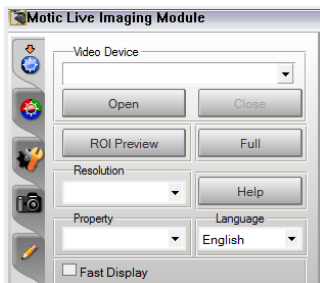 Motic Live Imaging Module
Video Device
Open Close
ROI Preview Full
Resolution
Help
Property Language
English
Fast Display